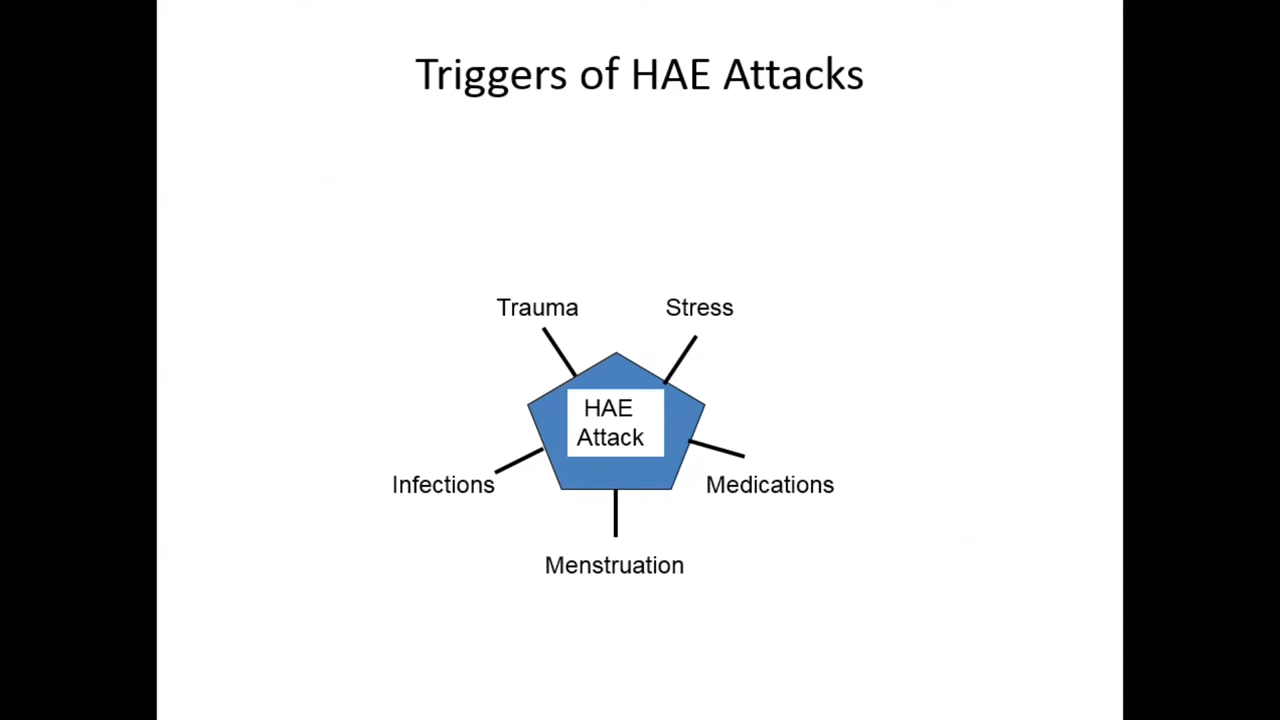 Triggers of HAE Attacks
Trauma
Stress
HAE
Attack
Infections
Medications
Menstruation